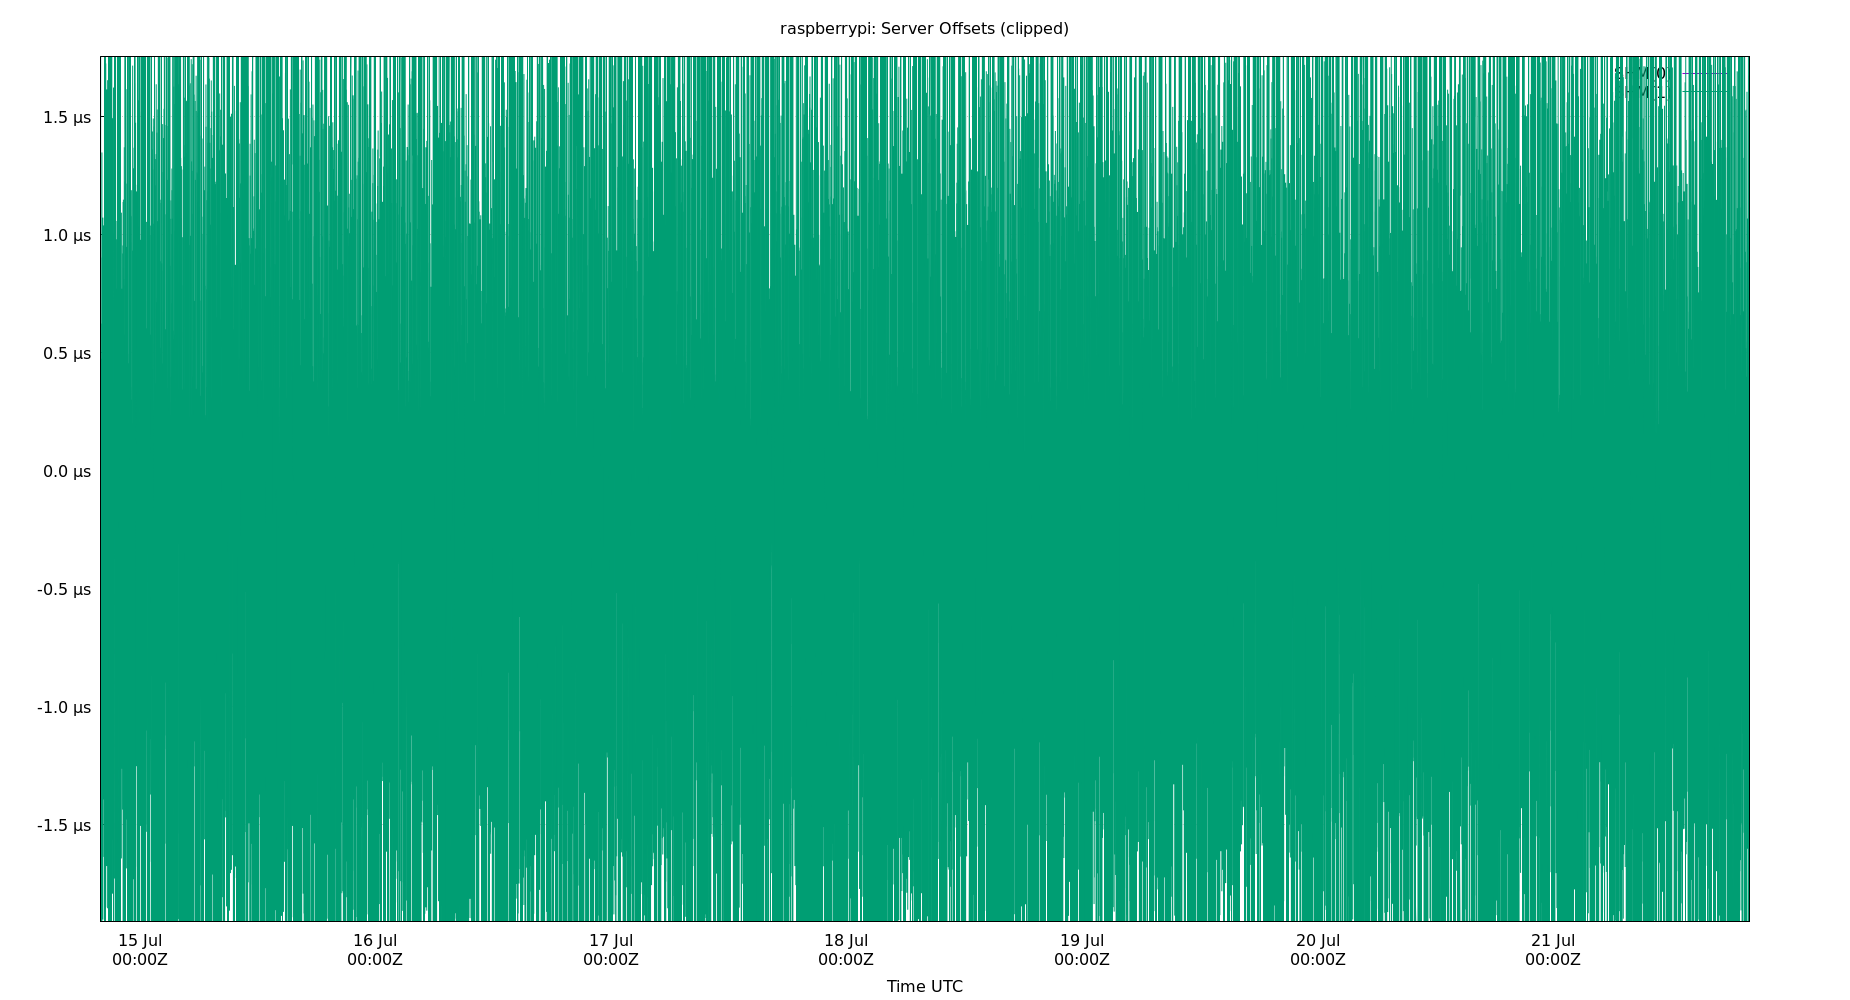 raspberrypi: Server Offsets (clipped)
1.5 µs
1.0 µs
0.5 µs
0.0 µs
-0.5 µs
-1.0 µs
-1.5 µs
15 Jul 16 Jul 17 Jul 18 Jul 19 Jul 20 Jul 21 Jul
00:00Z 00:00Z 00:00Z 00:00Z 00:00Z 00:00Z 00:00Z
Time UTC